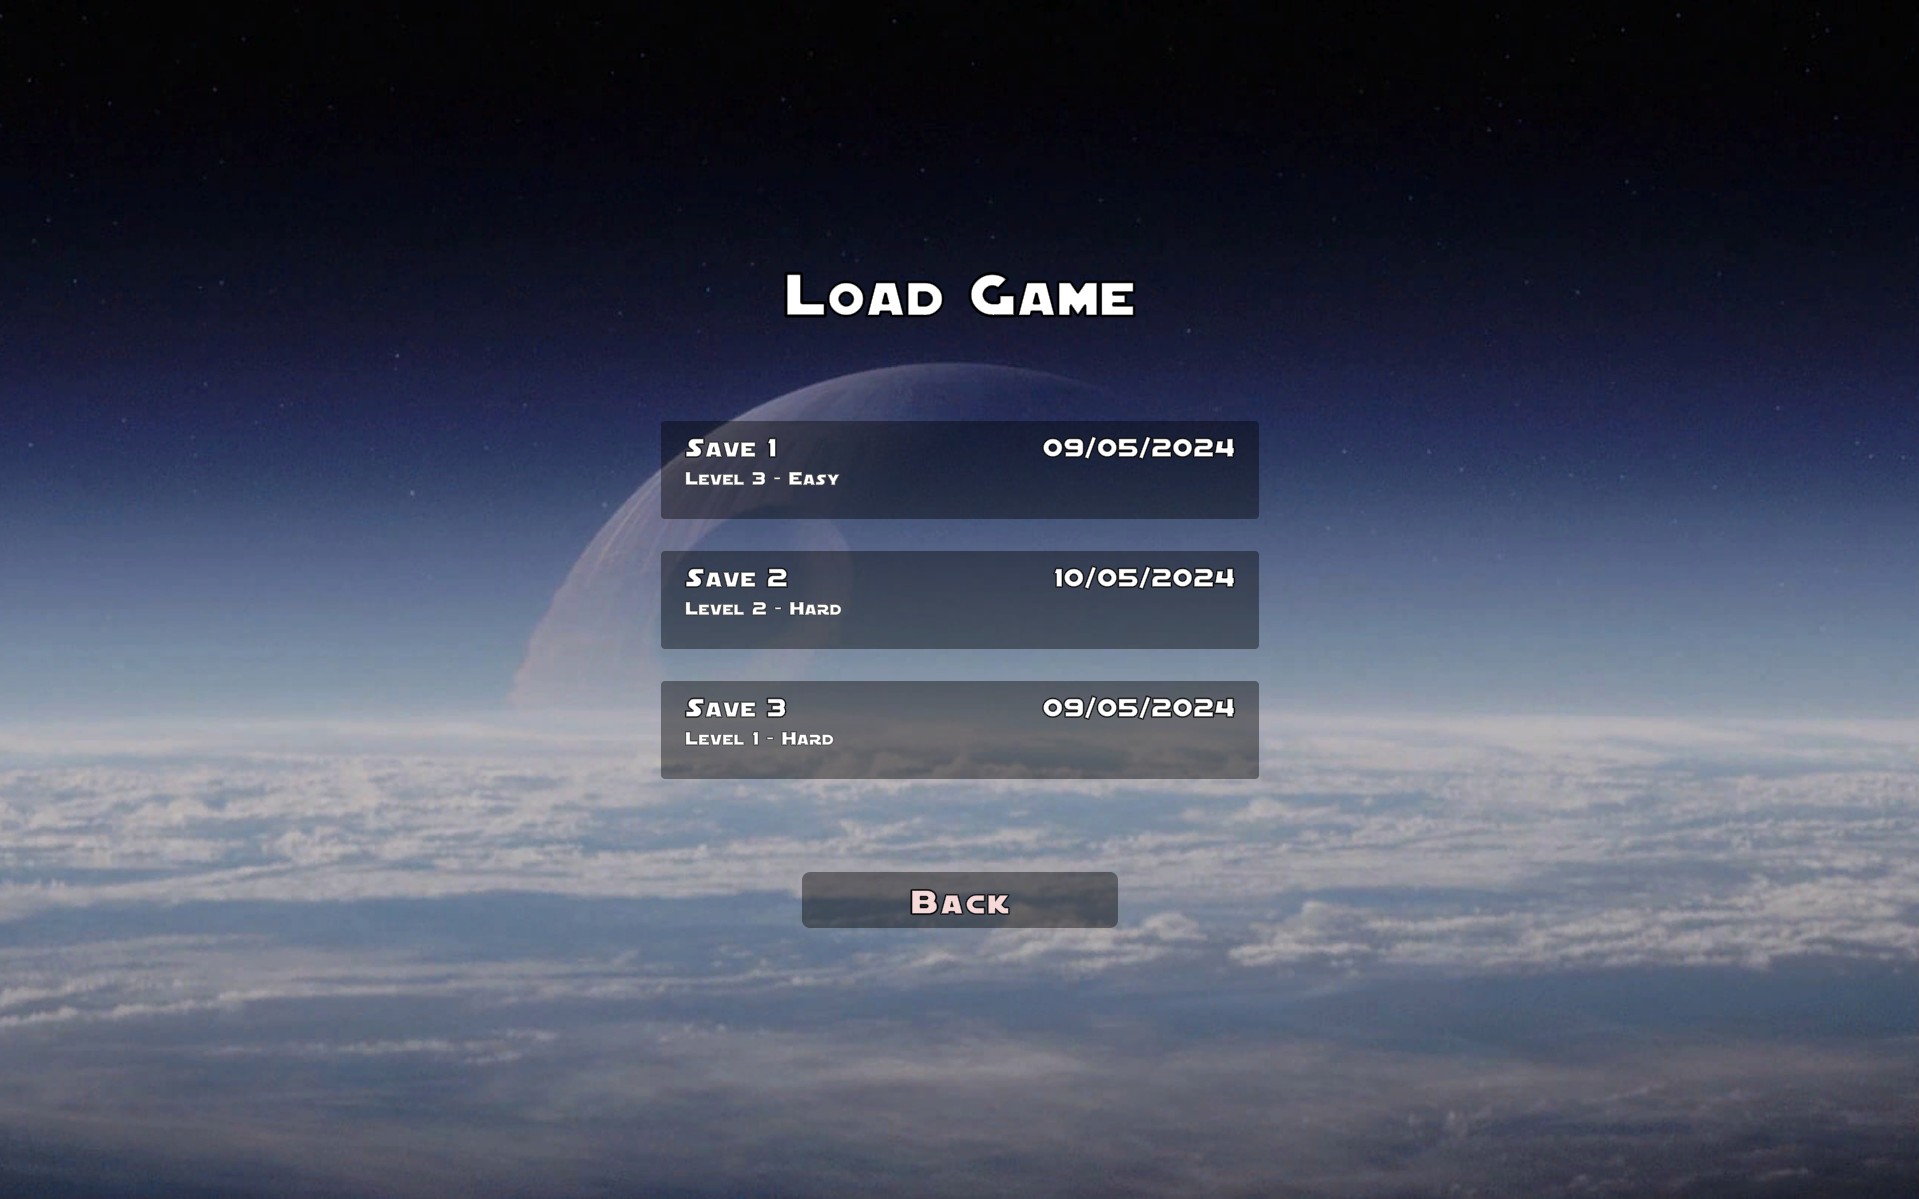 Load Game
Save 1 09/05/2024
Level 3 - Easy
Save 2 10/05/2024
Level 2 - Hard
Save 3 09/05/2024
Level 1 - Hard
Back